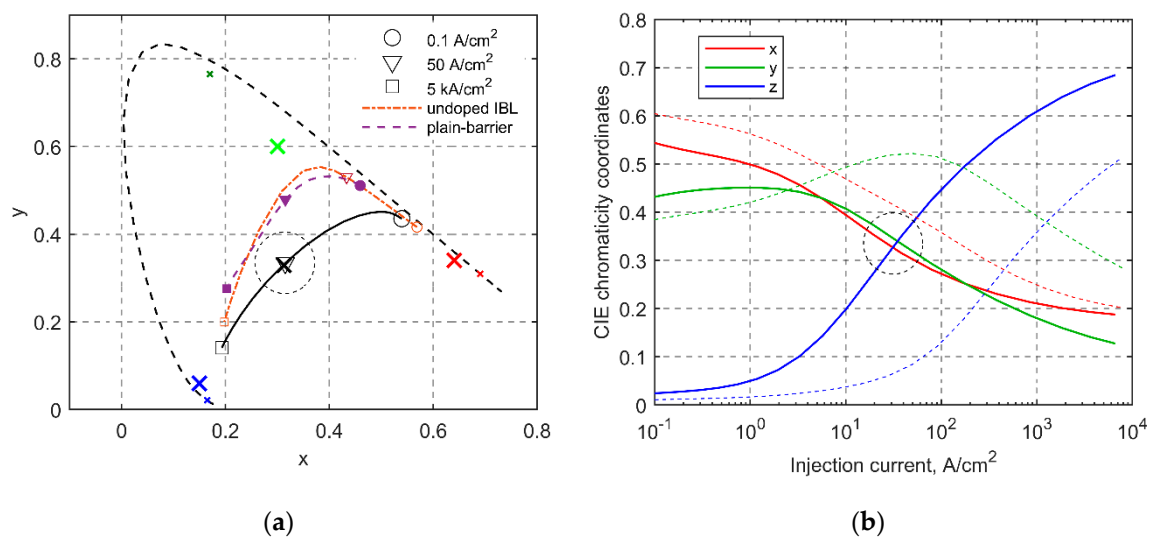 0.1 A/cm²
50 A/cm²
5 kA/cm²
undoped IBL
plain-barrier
0.8
0.6
0.4
0.2
0
y
0
0.2
0.4
0.6
0.8
x
(a)
x
y
z
0.8
0.7
0.6
0.5
0.4
0.3
0.2
0.1
0
CIE chromaticity coordinates
10⁻¹
10⁰
10¹
10²
10³
10⁴
Injection current, A/cm²
(b)